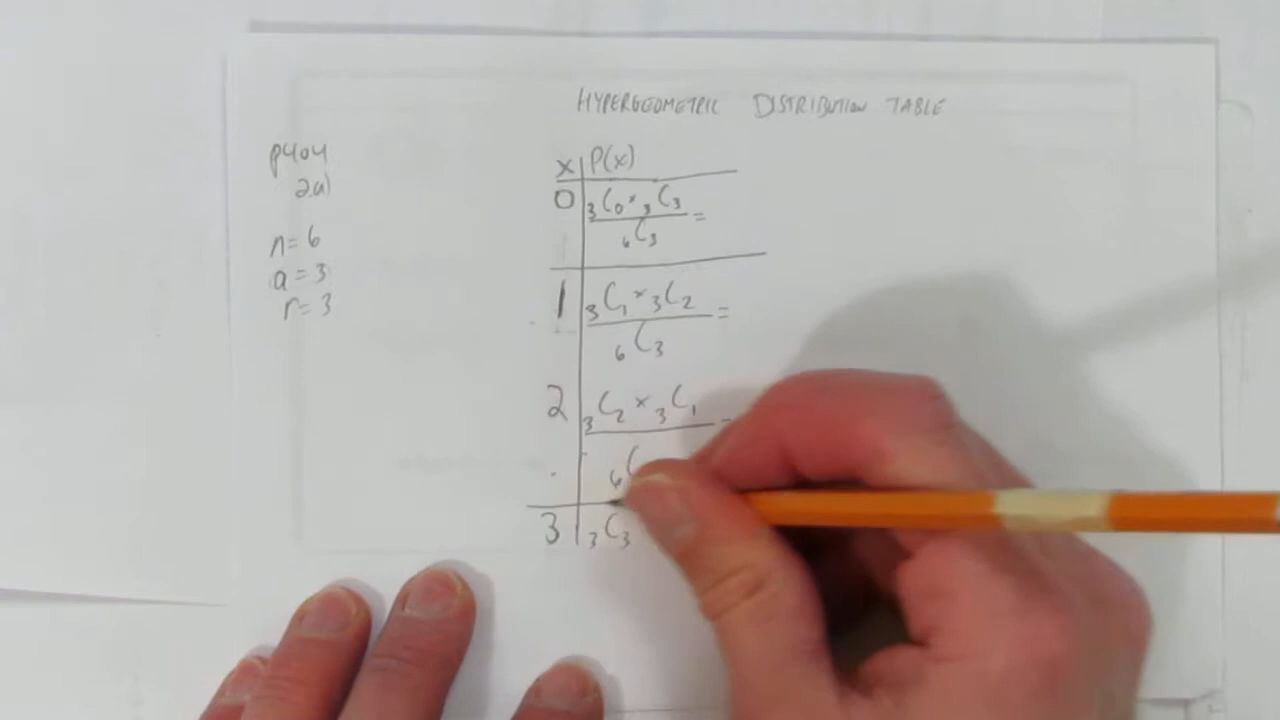 HYPERGEOMETRIC DISTRIBUTION TABLE
p404
2a)
n=6
a=3
r=3
x P(x)
0 3C0 × 3C3 =
6C3
1 3C1 × 3C2 =
6C3
2 3C2 × 3C1
6C
3 3C3